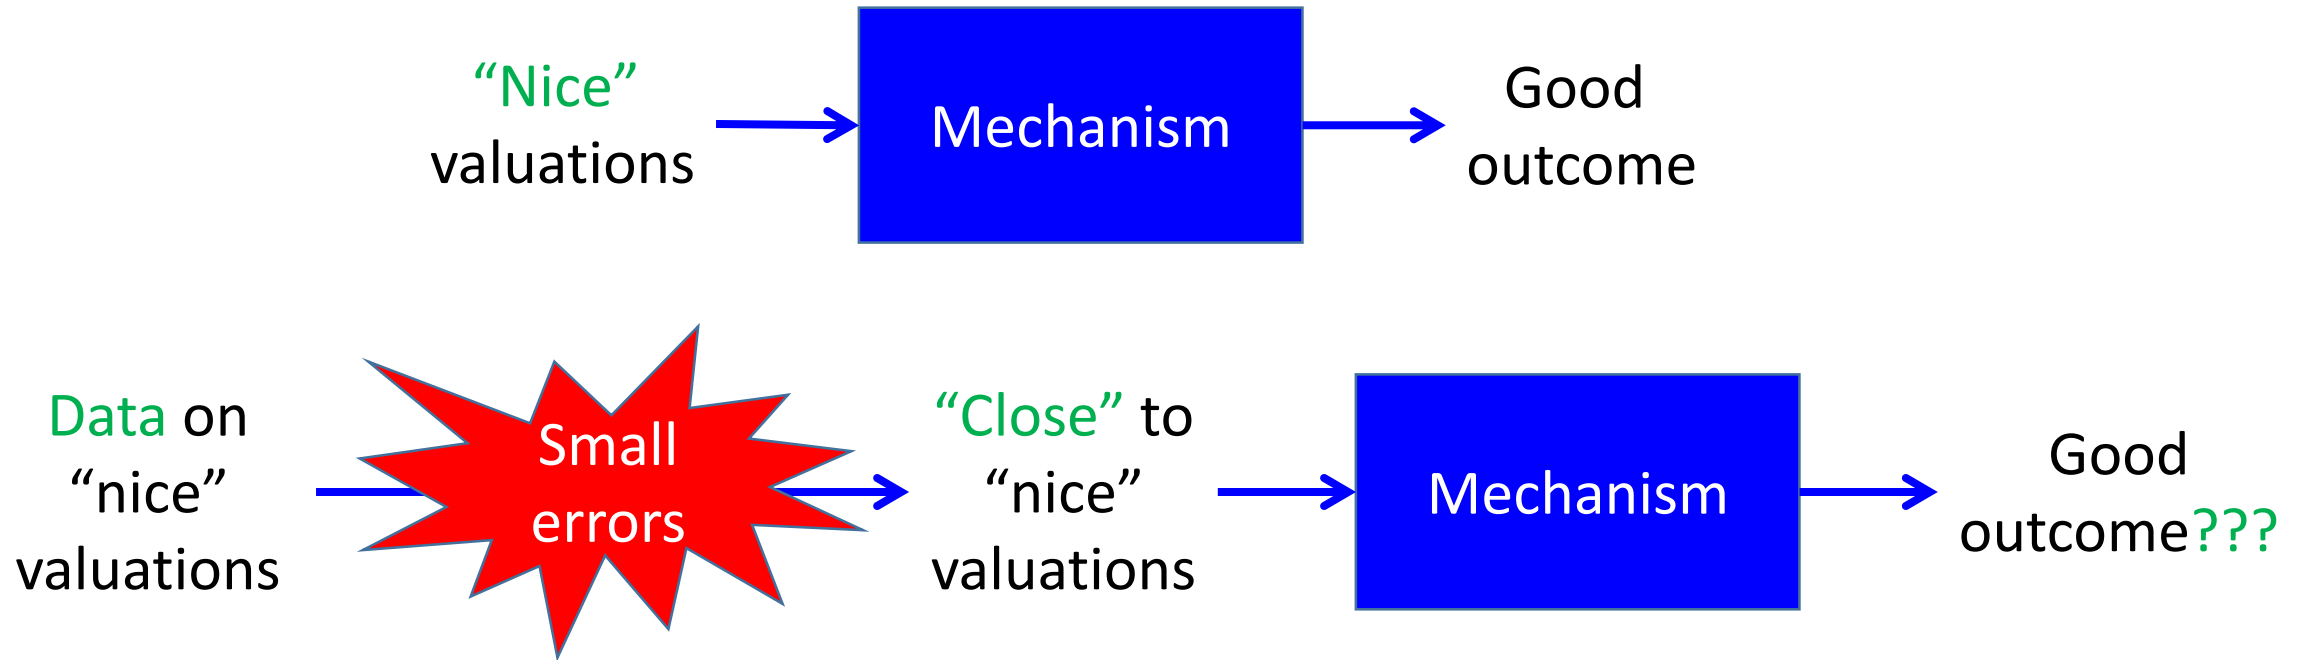 “Nice”
valuations
Mechanism
Good
outcome
Data on
“nice”
valuations
Small
errors
“Close” to
“nice”
valuations
Mechanism
Good
outcome???